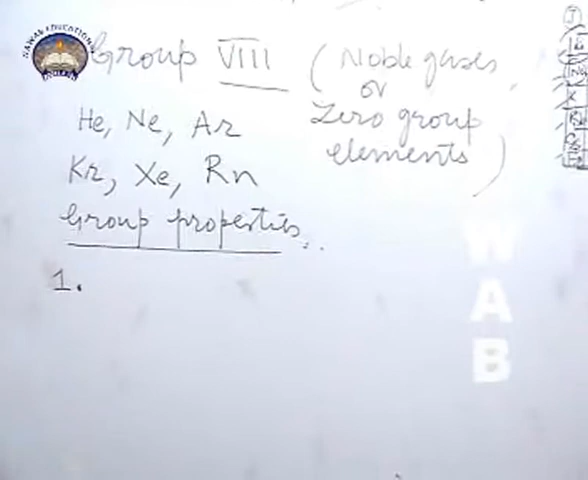 Group VIII (Noble gases
or
Zero group
elements)
He, Ne, Ar
Kr, Xe, Rn
Group properties..
1.
W
A
B